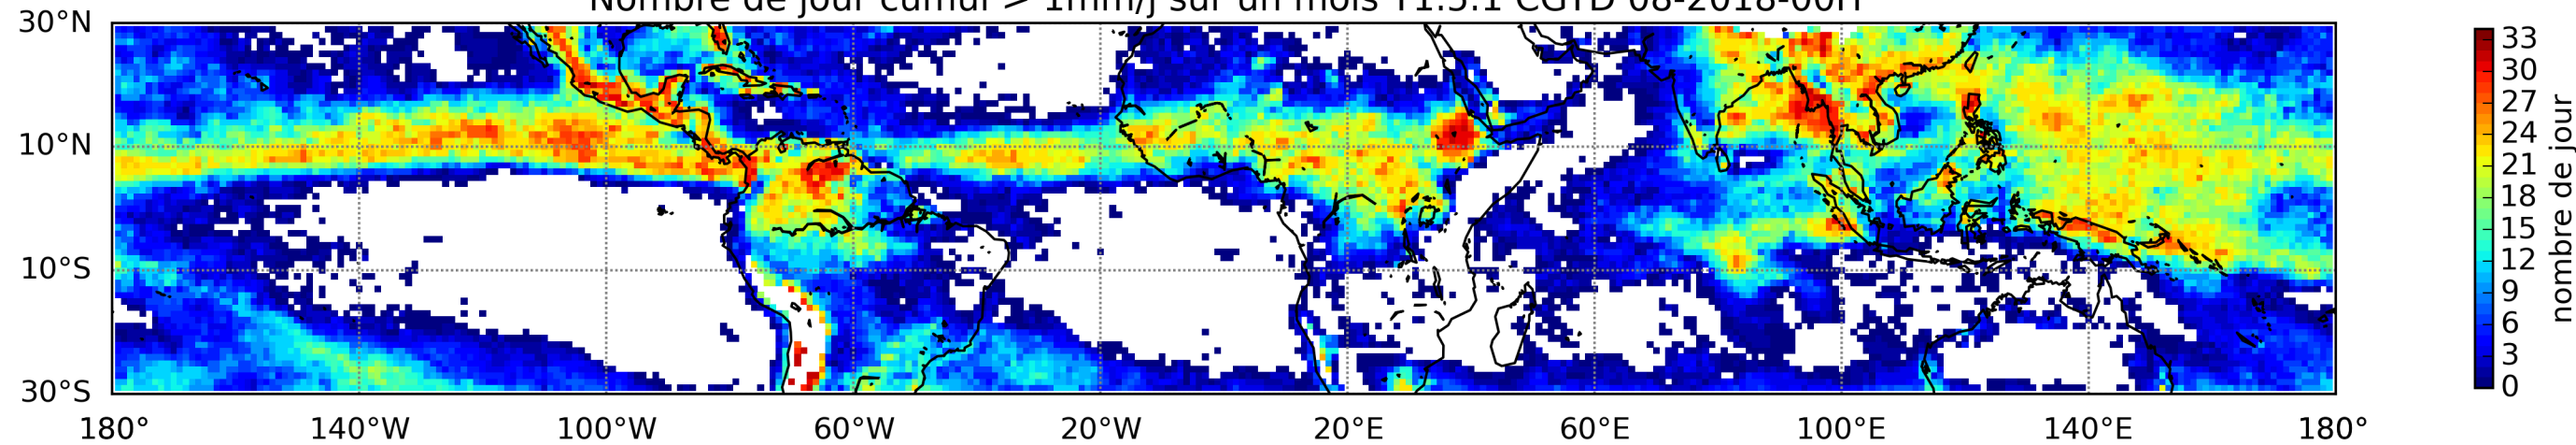 Nombre de jour cumul > 1mm/j sur un mois T1.5.1 CGTD 08-2018-00H
30°N
10°N
10°S
30°S
180° 140°W 100°W 60°W 20°W 20°E 60°E 100°E 140°E 180°
33
30
27
24
21
18
15
12
9
6
3
0
nombre de jour